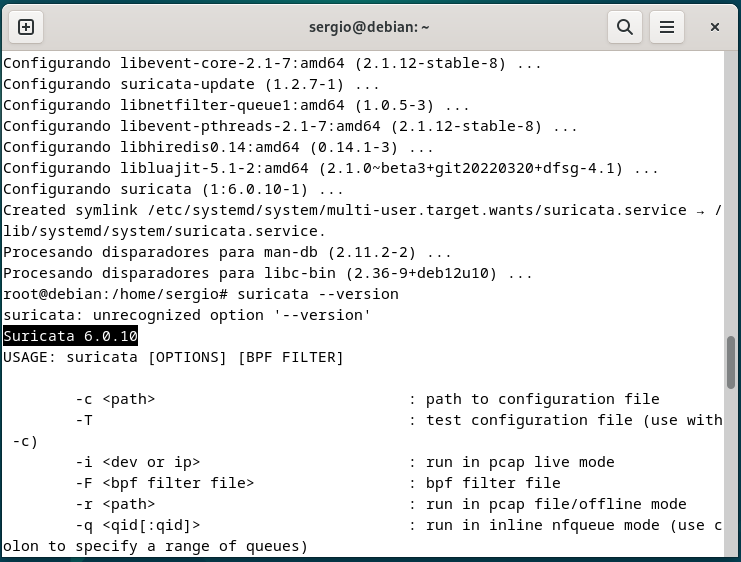 sergio@debian: ~
Configurando libevent-core-2.1-7:amd64 (2.1.12-stable-8) ...
Configurando suricata-update (1.2.7-1) ...
Configurando libnetfilter-queue1:amd64 (1.0.5-3) ...
Configurando libevent-pthreads-2.1-7:amd64 (2.1.12-stable-8) ...
Configurando libhiredis0.14:amd64 (0.14.1-3) ...
Configurando libluajit-5.1-2:amd64 (2.1.0~beta3+git20220320+dfsg-4.1) ...
Configurando suricata (1:6.0.10-1) ...
Created symlink /etc/systemd/system/multi-user.target.wants/suricata.service → /
lib/systemd/system/suricata.service.
Procesando disparadores para man-db (2.11.2-2) ...
Procesando disparadores para libc-bin (2.36-9+deb12u10) ...
root@debian:/home/sergio# suricata --version
suricata: unrecognized option '--version'
Suricata 6.0.10
USAGE: suricata [OPTIONS] [BPF FILTER]
-c <path> : path to configuration file
-T : test configuration file (use with
-c)
-i <dev or ip> : run in pcap live mode
-F <bpf filter file> : bpf filter file
-r <path> : run in pcap file/offline mode
-q <qid[:qid]> : run in inline nfqueue mode (use c
olon to specify a range of queues)